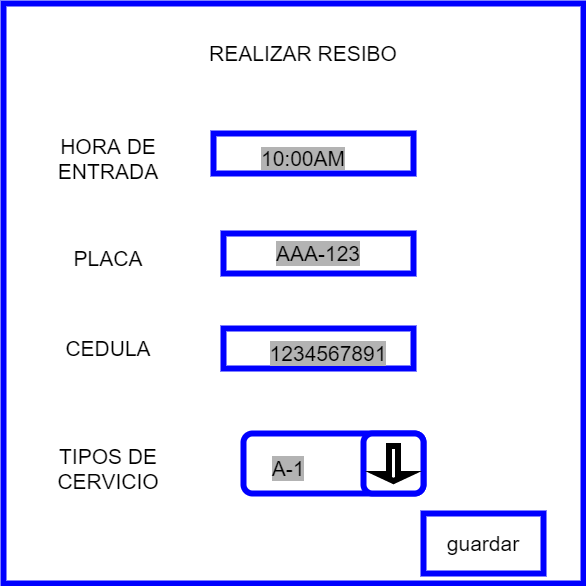 REALIZAR RESIBO
HORA DE
ENTRADA
10:00AM
PLACA
AAA-123
CEDULA
1234567891
TIPOS DE
CERVICIO
A-1
guardar